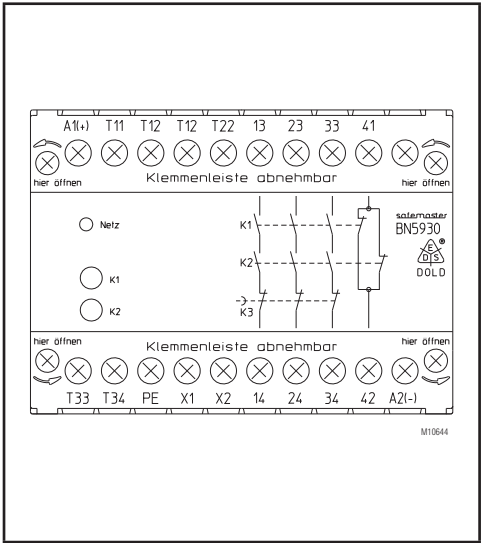 A1(+) T11 T12 T12 T22 13 23 33 41
hier öffnen Klemmenleiste abnehmbar hier öffnen
Netz
K1
K2
K1
K2
K3
safemaster
BN5930
E
D S
®
DOLD
hier öffnen Klemmenleiste abnehmbar hier öffnen
T33 T34 PE X1 X2 14 24 34 42 A2(-)
M10644